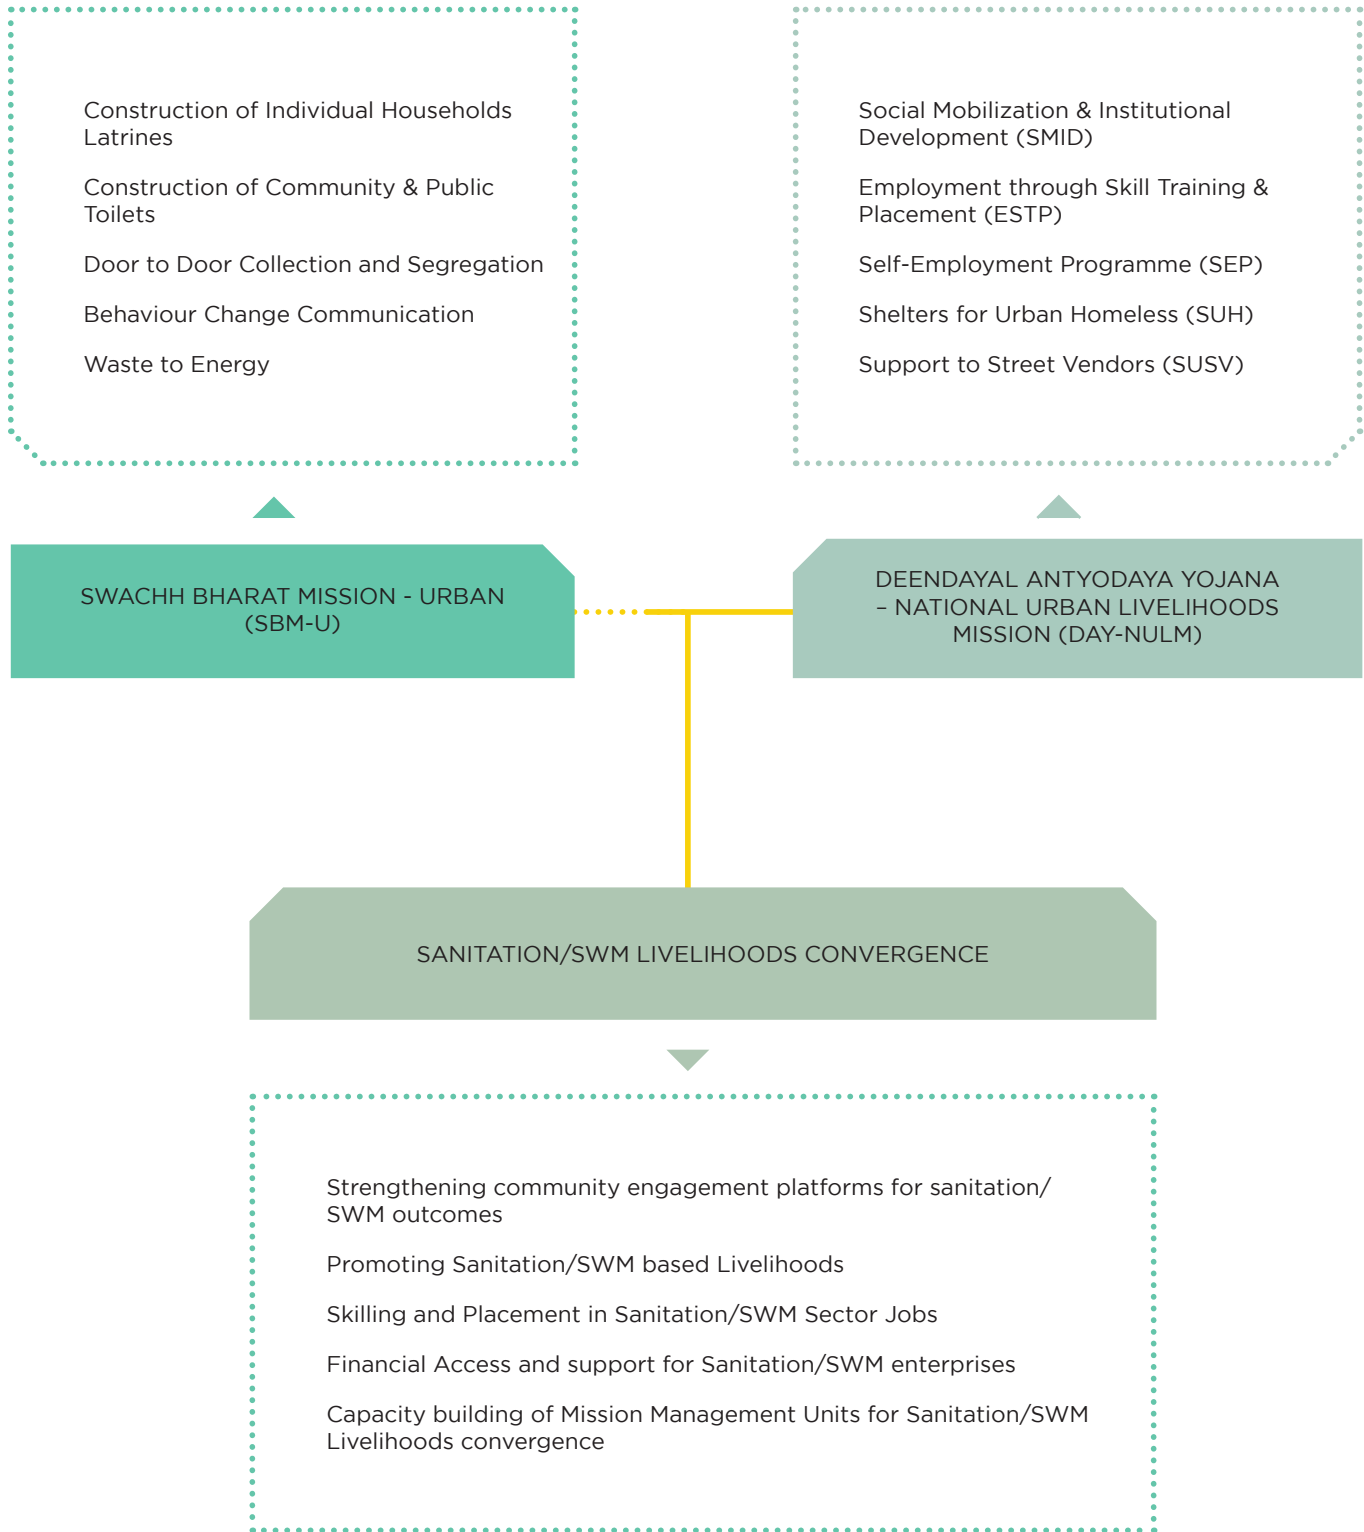 Construction of Individual Households
Latrines
Construction of Community & Public
Toilets
Door to Door Collection and Segregation
Behaviour Change Communication
Waste to Energy
Social Mobilization & Institutional
Development (SMID)
Employment through Skill Training &
Placement (ESTP)
Self-Employment Programme (SEP)
Shelters for Urban Homeless (SUH)
Support to Street Vendors (SUSV)
SWACHH BHARAT MISSION - URBAN
(SBM-U)
DEENDAYAL ANTYODAYA YOJANA
– NATIONAL URBAN LIVELIHOODS
MISSION (DAY-NULM)
SANITATION/SWM LIVELIHOODS CONVERGENCE
Strengthening community engagement platforms for sanitation/
SWM outcomes
Promoting Sanitation/SWM based Livelihoods
Skilling and Placement in Sanitation/SWM Sector Jobs
Financial Access and support for Sanitation/SWM enterprises
Capacity building of Mission Management Units for Sanitation/SWM
Livelihoods convergence